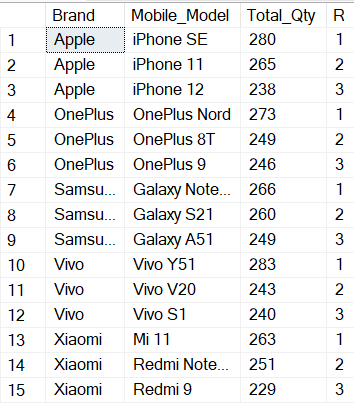 Brand Mobile_Model Total_Qty R
1 Apple iPhone SE 280 1
2 Apple iPhone 11 265 2
3 Apple iPhone 12 238 3
4 OnePlus OnePlus Nord 273 1
5 OnePlus OnePlus 8T 249 2
6 OnePlus OnePlus 9 246 3
7 Samsu... Galaxy Note... 266 1
8 Samsu... Galaxy S21 260 2
9 Samsu... Galaxy A51 249 3
10 Vivo Vivo Y51 283 1
11 Vivo Vivo V20 243 2
12 Vivo Vivo S1 240 3
13 Xiaomi Mi 11 263 1
14 Xiaomi Redmi Note... 251 2
15 Xiaomi Redmi 9 229 3